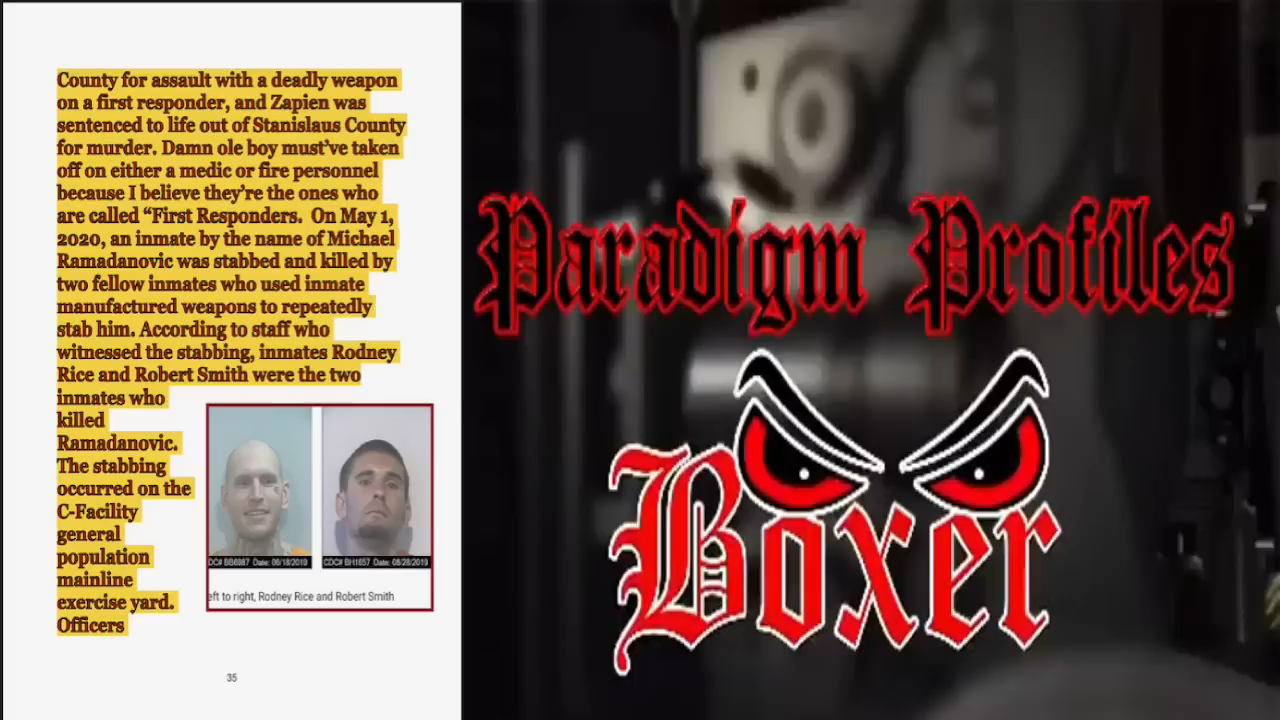 County for assault with a deadly weapon
on a first responder, and Zapien was
sentenced to life out of Stanislaus County
for murder. Damn ole boy must've taken
off on either a medic or fire personnel
because I believe they're the ones who
are called “First Responders. On May 1,
2020, an inmate by the name of Michael
Ramadanovic was stabbed and killed by
two fellow inmates who used inmate
manufactured weapons to repeatedly
stab him. According to staff who
witnessed the stabbing, inmates Rodney
Rice and Robert Smith were the two
inmates who
killed
Ramadanovic.
The stabbing
occurred on the
C-Facility
general
population
mainline
exercise yard.
Officers
DC# BB6987 Date: 06/18/2019
CDC# BH1657 Date: 08/28/2019
eft to right, Rodney Rice and Robert Smith
35
Paradigm Profiles
Boxer